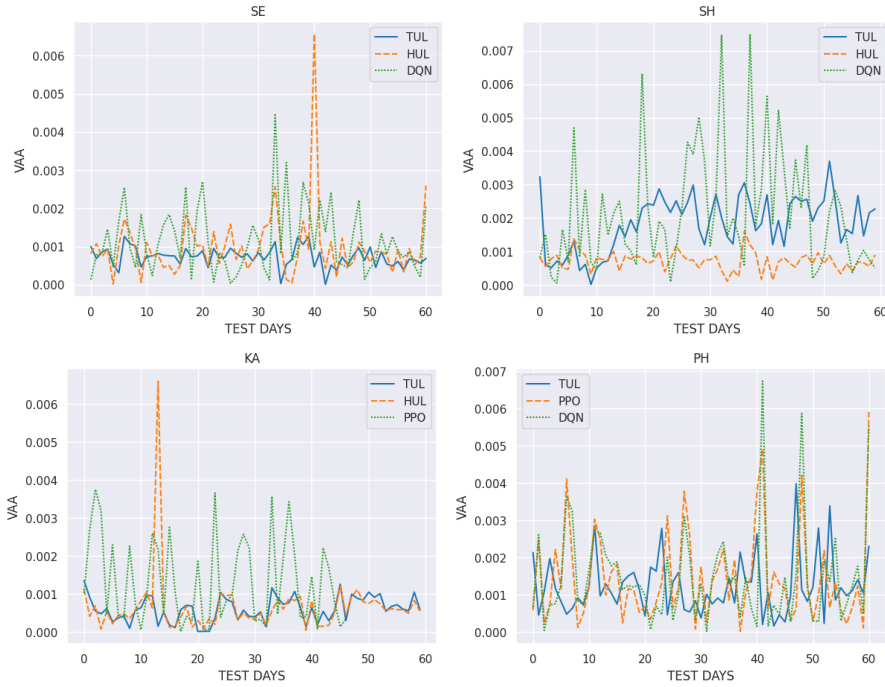 SE
TUL
HUL
DQN
VAA
0.006
0.005
0.004
0.003
0.002
0.001
0.000
0 10 20 30 40 50 60
TEST DAYS
SH
TUL
HUL
DQN
VAA
0.007
0.006
0.005
0.004
0.003
0.002
0.001
0.000
0 10 20 30 40 50 60
TEST DAYS
KA
TUL
HUL
PPO
VAA
0.006
0.005
0.004
0.003
0.002
0.001
0.000
0 10 20 30 40 50 60
TEST DAYS
PH
TUL
PPO
DQN
VAA
0.007
0.006
0.005
0.004
0.003
0.002
0.001
0.000
0 10 20 30 40 50 60
TEST DAYS